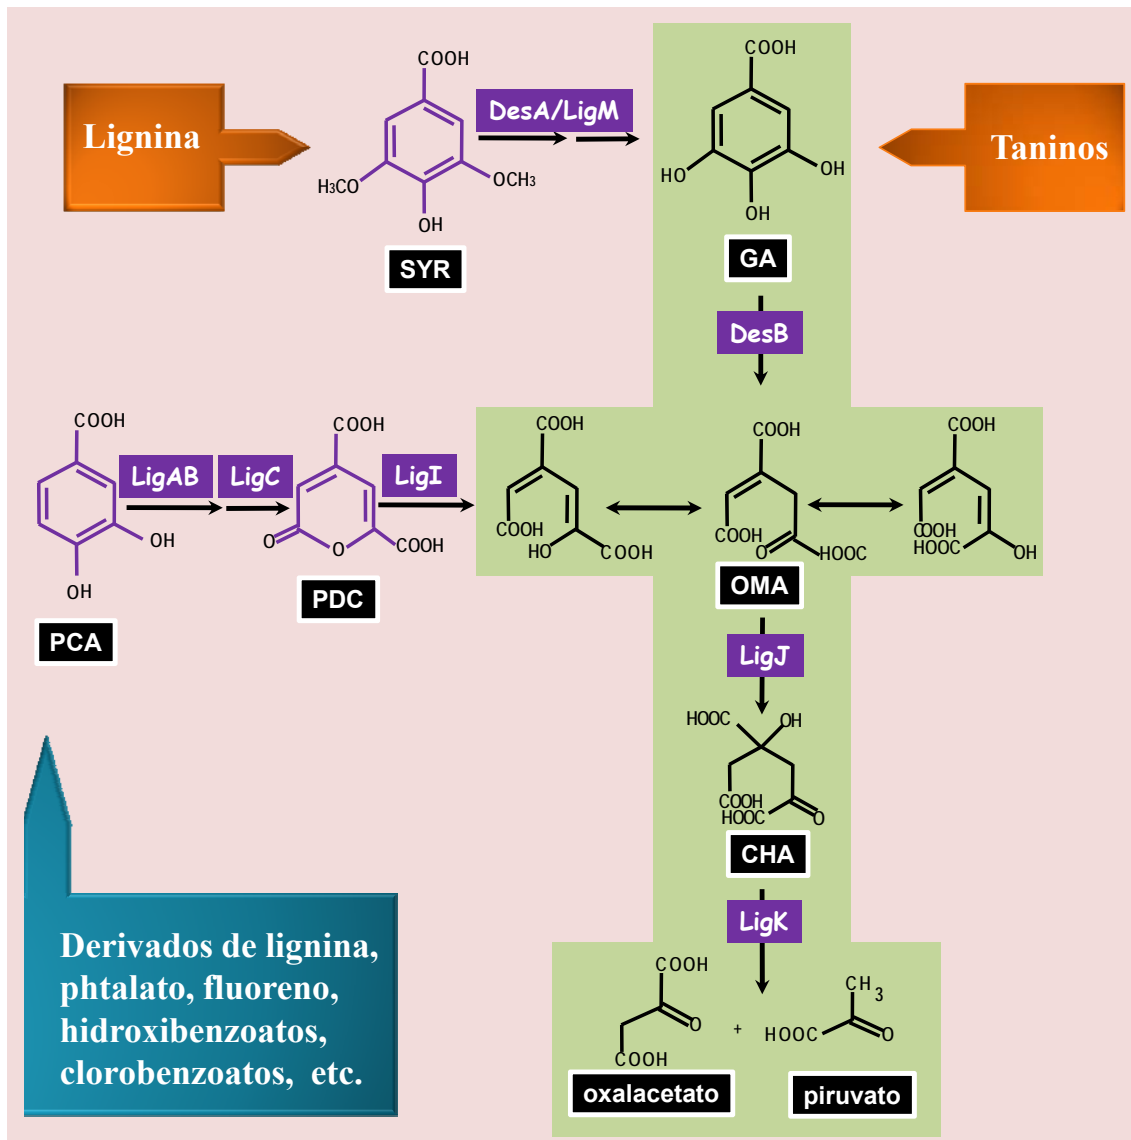 COOH
COOH
Lignina
DesA/LigM
Taninos
H3CO
OCH3
OH
HO
OH
OH
SYR
GA
DesB
COOH
COOH
COOH
COOH
COOH
LigAB
LigC
LigI
OH
OH
O
O
COOH
COOH
HO
COOH
COOH
O
HOOC
COOH
HOOC
OH
PCA
PDC
OMA
LigJ
HOOC
OH
COOH
HOOC
O
CHA
LigK
Derivados de lignina,
phtalato, fluoreno,
hidroxibenzoatos,
clorobenzoatos, etc.
COOH
O
COOH
+
CH3
HOOC
O
oxalacetato
piruvato